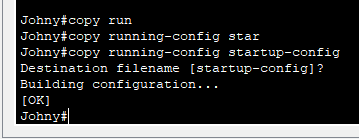 Johny#copy run
Johny#copy running-config star
Johny#copy running-config startup-config
Destination filename [startup-config]?
Building configuration...
[OK]
Johny#